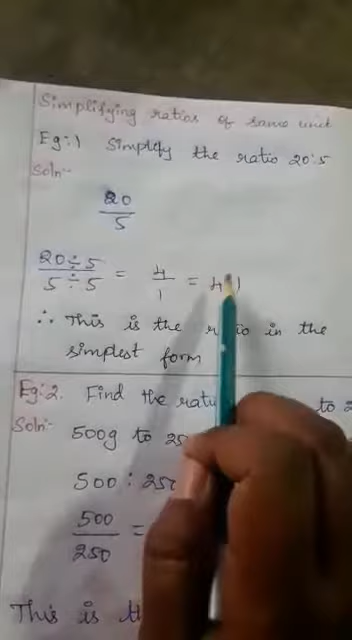 Simplifying ratios of same unit
Eg:1 Simplify the ratio 20:5
Soln:-
20
5
20÷5
5÷5
=
4
1
= 4:1
∴ This is the ratio in the
simplest form
Eg:2. Find the to
Soln:-
500g to
500 :
500
250
=
This is